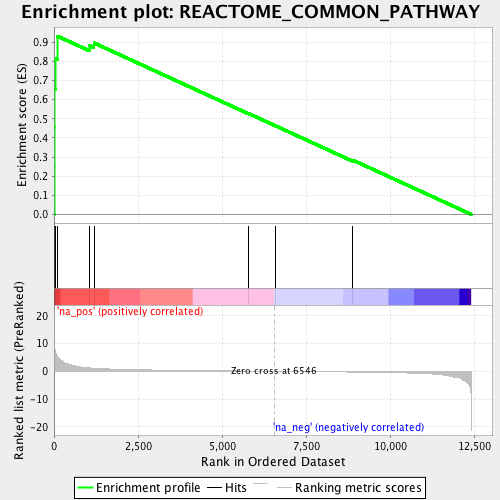 Enrichment plot: REACTOME_COMMON_PATHWAY
Enrichment score (ES)
0.9
0.8
0.7
0.6
0.5
0.4
0.3
0.2
0.1
0.0
'na_pos' (positively correlated)
Ranked list metric (PreRanked)
20
10
0
-10
-20
Zero cross at 6546
'na_neg' (negatively correlated)
0
2,500
5,000
7,500
10,000
12,500
Rank in Ordered Dataset
Enrichment profile
Hits
Ranking metric scores